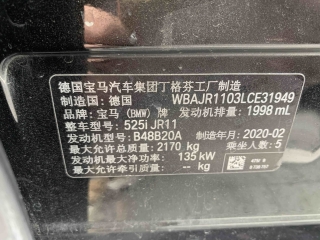 德国宝马汽车集团丁格芬工厂制造
制造国：德国 WBAJR1103LCE31949
品牌：宝马（BMW）牌 发动机排量：1998 mL
整车型号：525i JR11
发动机型号：B48B20A 制造年月：2020-02
最大允许总质量：2170 kg 乘坐人数：5
发动机最大净功率：135 kW
最大允许牵引质量：-- kg